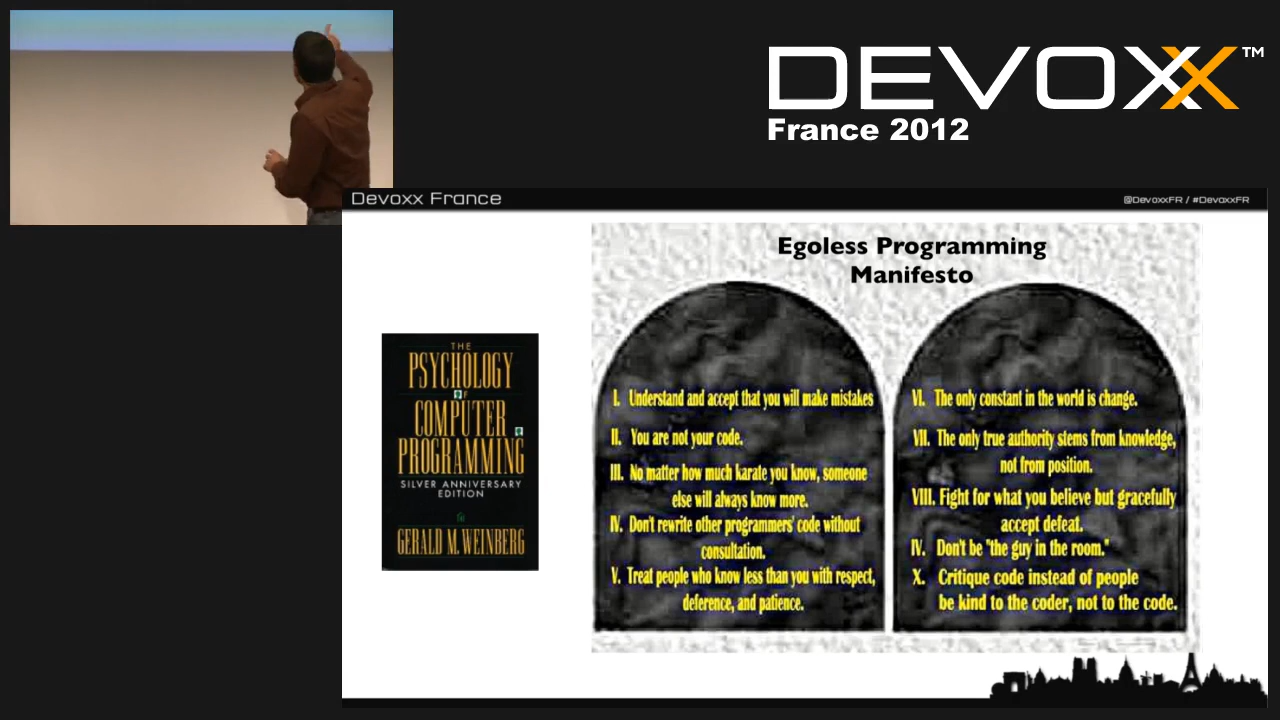 DEVOXX™
France 2012
Devoxx France
@DevoxxFR / #DevoxxFR
Egoless Programming
Manifesto
THE
PSYCHOLOGY
OF
COMPUTER
PROGRAMMING
SILVER ANNIVERSARY
EDITION
GERALD M. WEINBERG
I. Understand and accept that you will make mistakes
II. You are not your code.
III. No matter how much karate you know, someone
else will always know more.
IV. Don't rewrite other programmers' code without
consultation.
V. Treat people who know less than you with respect,
deference, and patience.
VI. The only constant in the world is change.
VII. The only true authority stems from knowledge,
not from position.
VIII. Fight for what you believe but gracefully
accept defeat.
IV. Don't be "the guy in the room."
X. Critique code instead of people
be kind to the coder, not to the code.